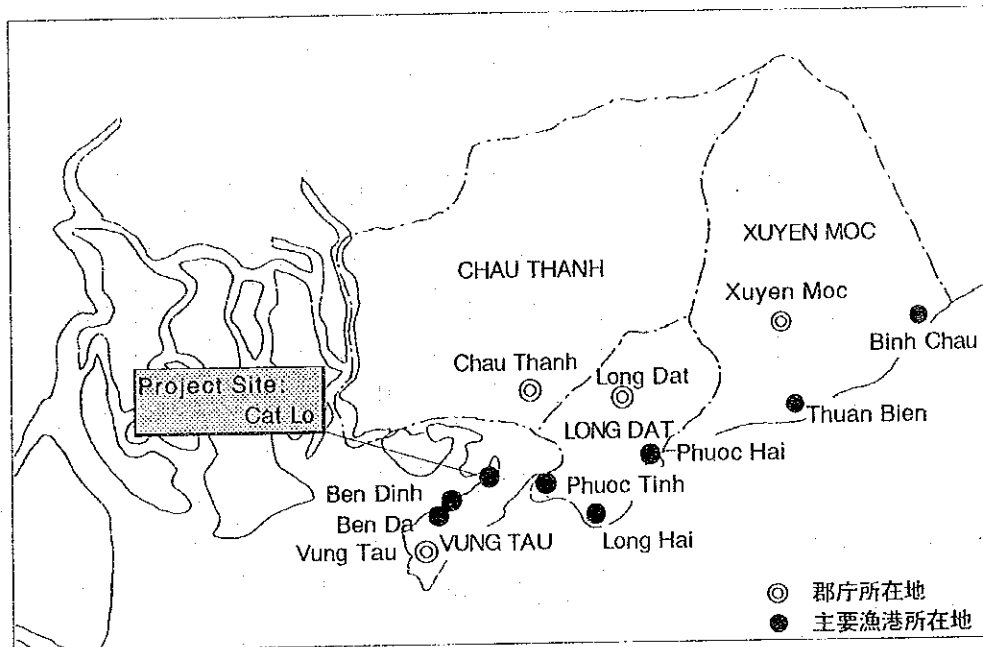 XUYEN MOC
CHAU THANH
Xuyen Moc
Binh Chau
Chau Thanh
Long Dat
Project Site:
Cat Lo
Thuan Bien
LONG DAT
Phuoc Hai
Ben Dinh
Phuoc Tinh
Ben Da
Vung Tau
VUNG TAU
Long Hai
郡庁所在地
主要漁港所在地